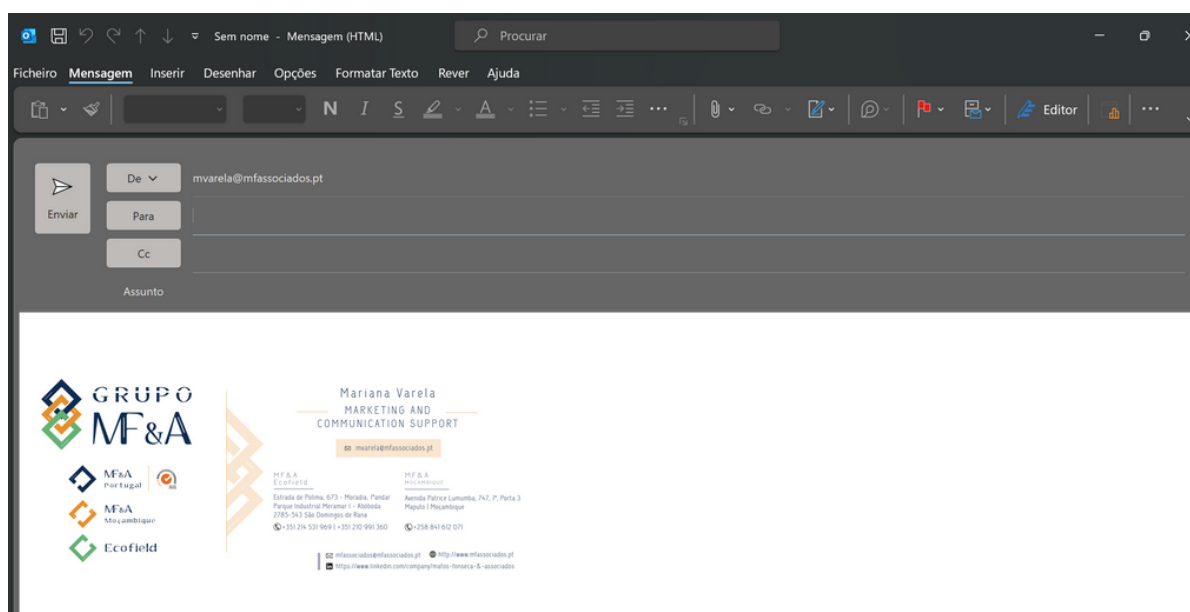 Sem nome - Mensagem (HTML)
Procurar
Ficheiro Mensagem Inserir Desenhar Opções Formatar Texto Rever Ajuda
N I S A Editor
Enviar
De mvarela@mfassociados.pt
Para
Cc
Assunto
GRUPO
MF&A
MF&A
Portugal
MF&A
Moçambique
Ecofield
Mariana Varela
MARKETING AND
COMMUNICATION SUPPORT
mvarela@mfassociados.pt
MF&A
Ecofield
Estrada de Polima, 673 - Moradia, 1ºandar
Parque Industrial Meramar I - Abóboda
2785-543 São Domingos de Rana
+351 214 531 969 | +351 210 991 360
MF&A
MOÇAMBIQUE
Avenida Patrice Lumumba, 747, 1º, Porta 3
Maputo | Moçambique
+258 841 612 071
mfassociados@mfassociados.pt http://www.mfassociados.pt
https://www.linkedin.com/company/matos-fonseca-&-associados